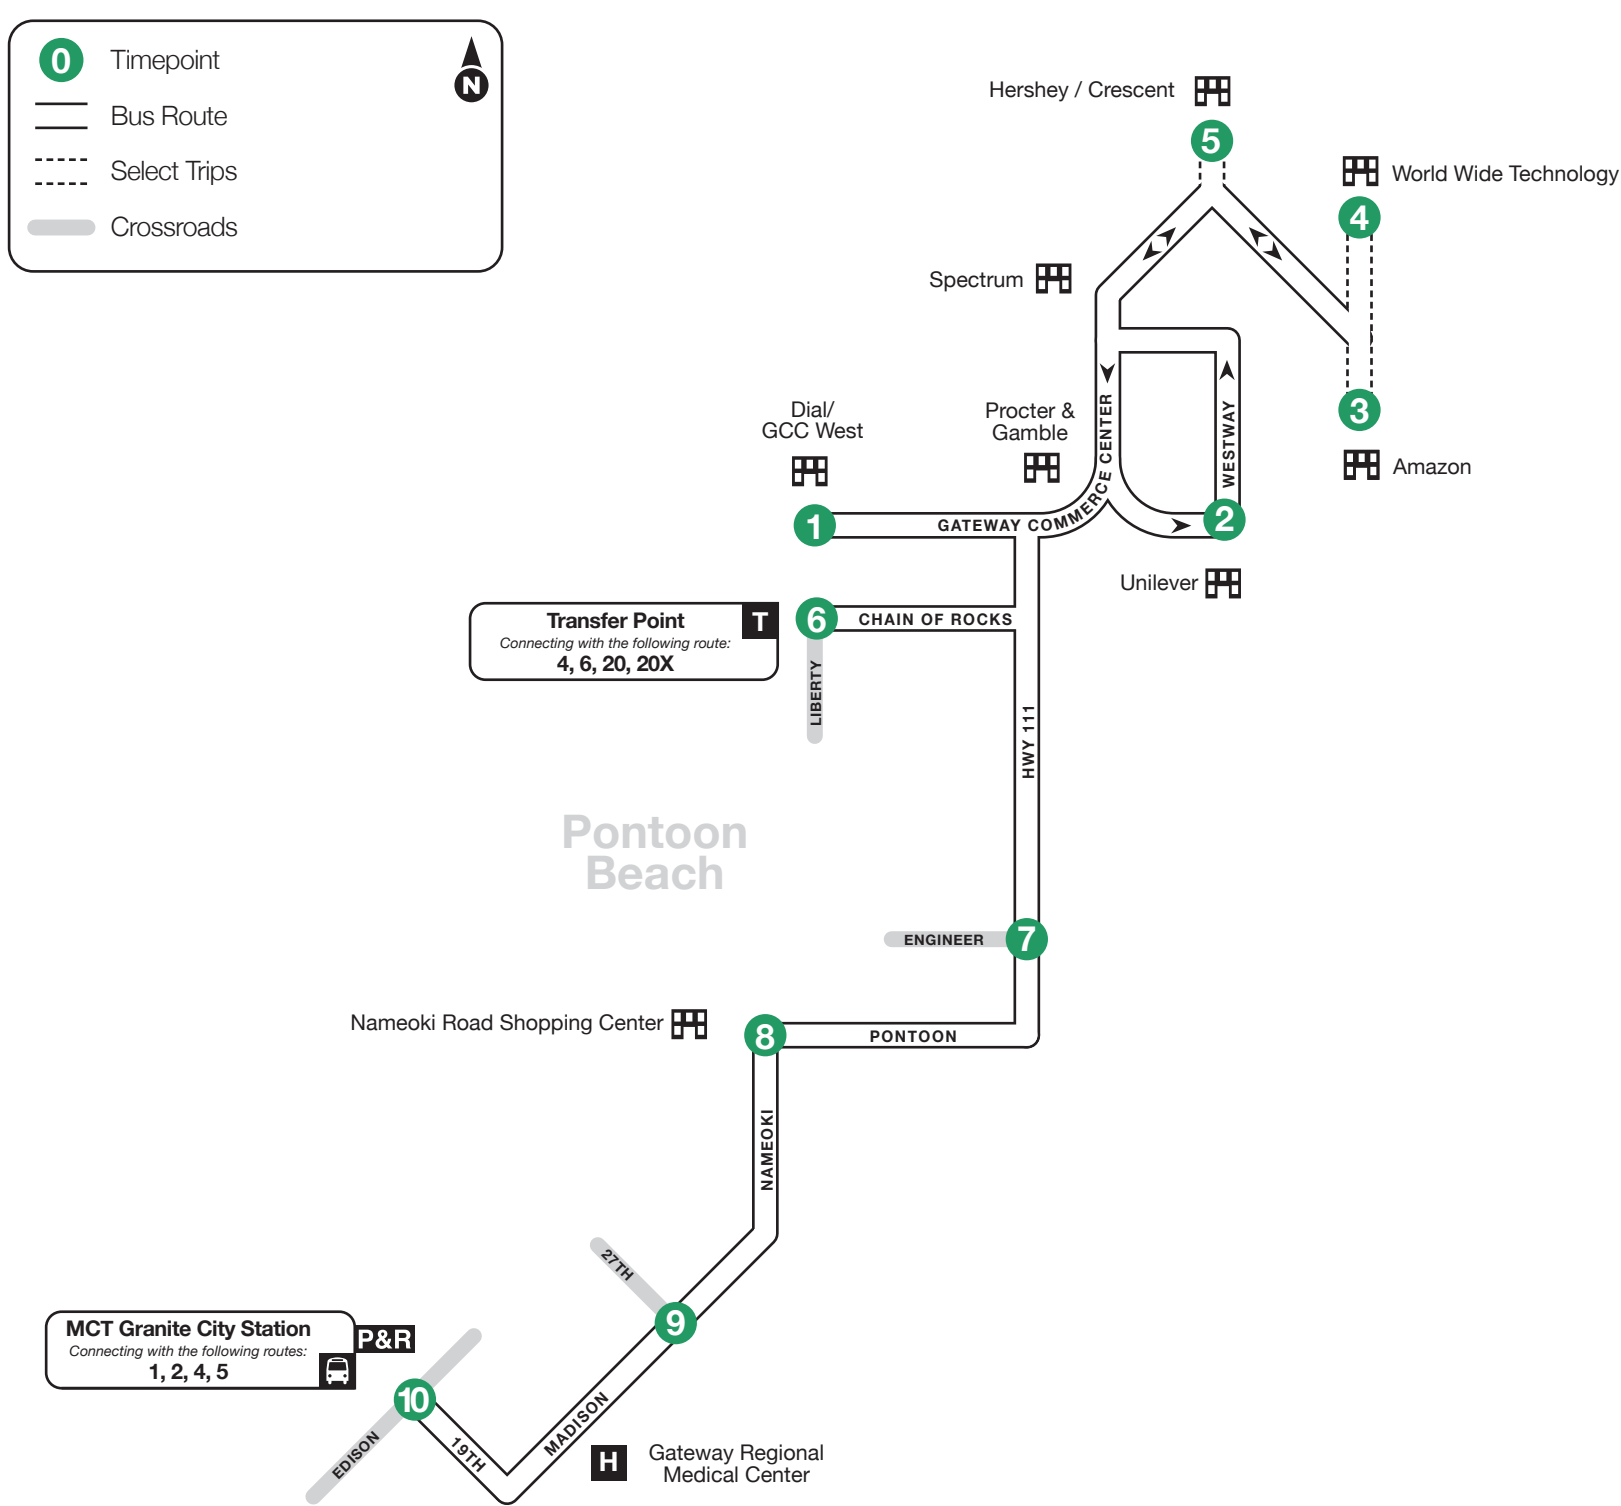 0 Timepoint
N
Bus Route
Select Trips
Crossroads
Hershey / Crescent
5
World Wide Technology
4
Spectrum
Dial/
GCC West
Procter &
Gamble
3
Amazon
WESTWAY
1
GATEWAY COMMERCE CENTER
2
Unilever
Transfer Point
T
Connecting with the following route:
4, 6, 20, 20X
6
CHAIN OF ROCKS
LIBERTY
HWY 111
Pontoon
Beach
ENGINEER
7
Nameoki Road Shopping Center
8
PONTOON
NAMEOKI
27TH
9
MCT Granite City Station
Connecting with the following routes:
1, 2, 4, 5
P&R
10
EDISON
19TH
MADISON
H
Gateway Regional
Medical Center